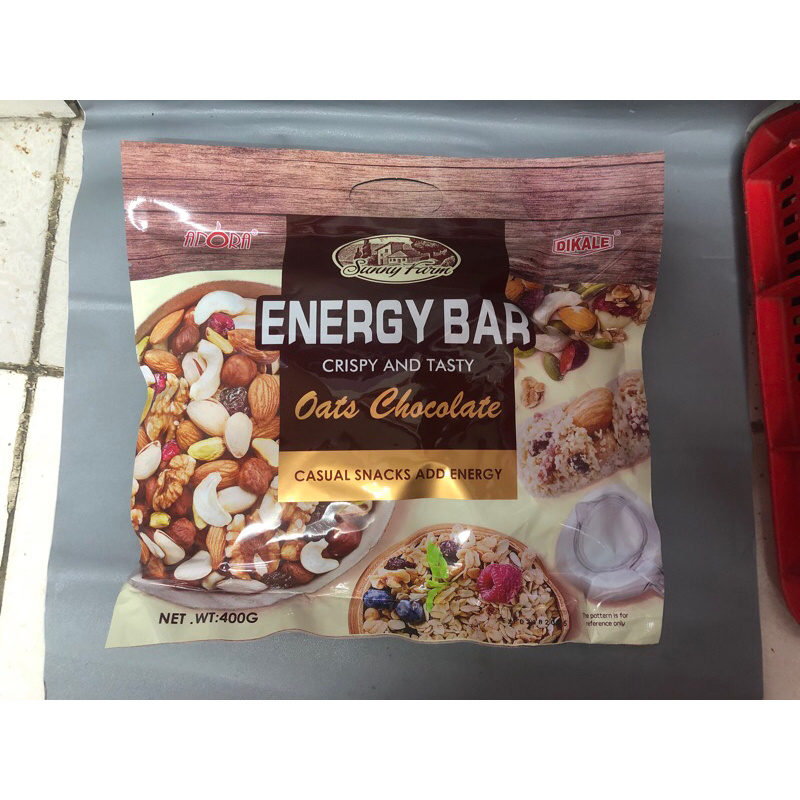 ADORA®
DIKALE®
Sunny Farm
ENERGY BAR
CRISPY AND TASTY
Oats Chocolate
CASUAL SNACKS ADD ENERGY
NET .WT:400G
pattern is for
reference only